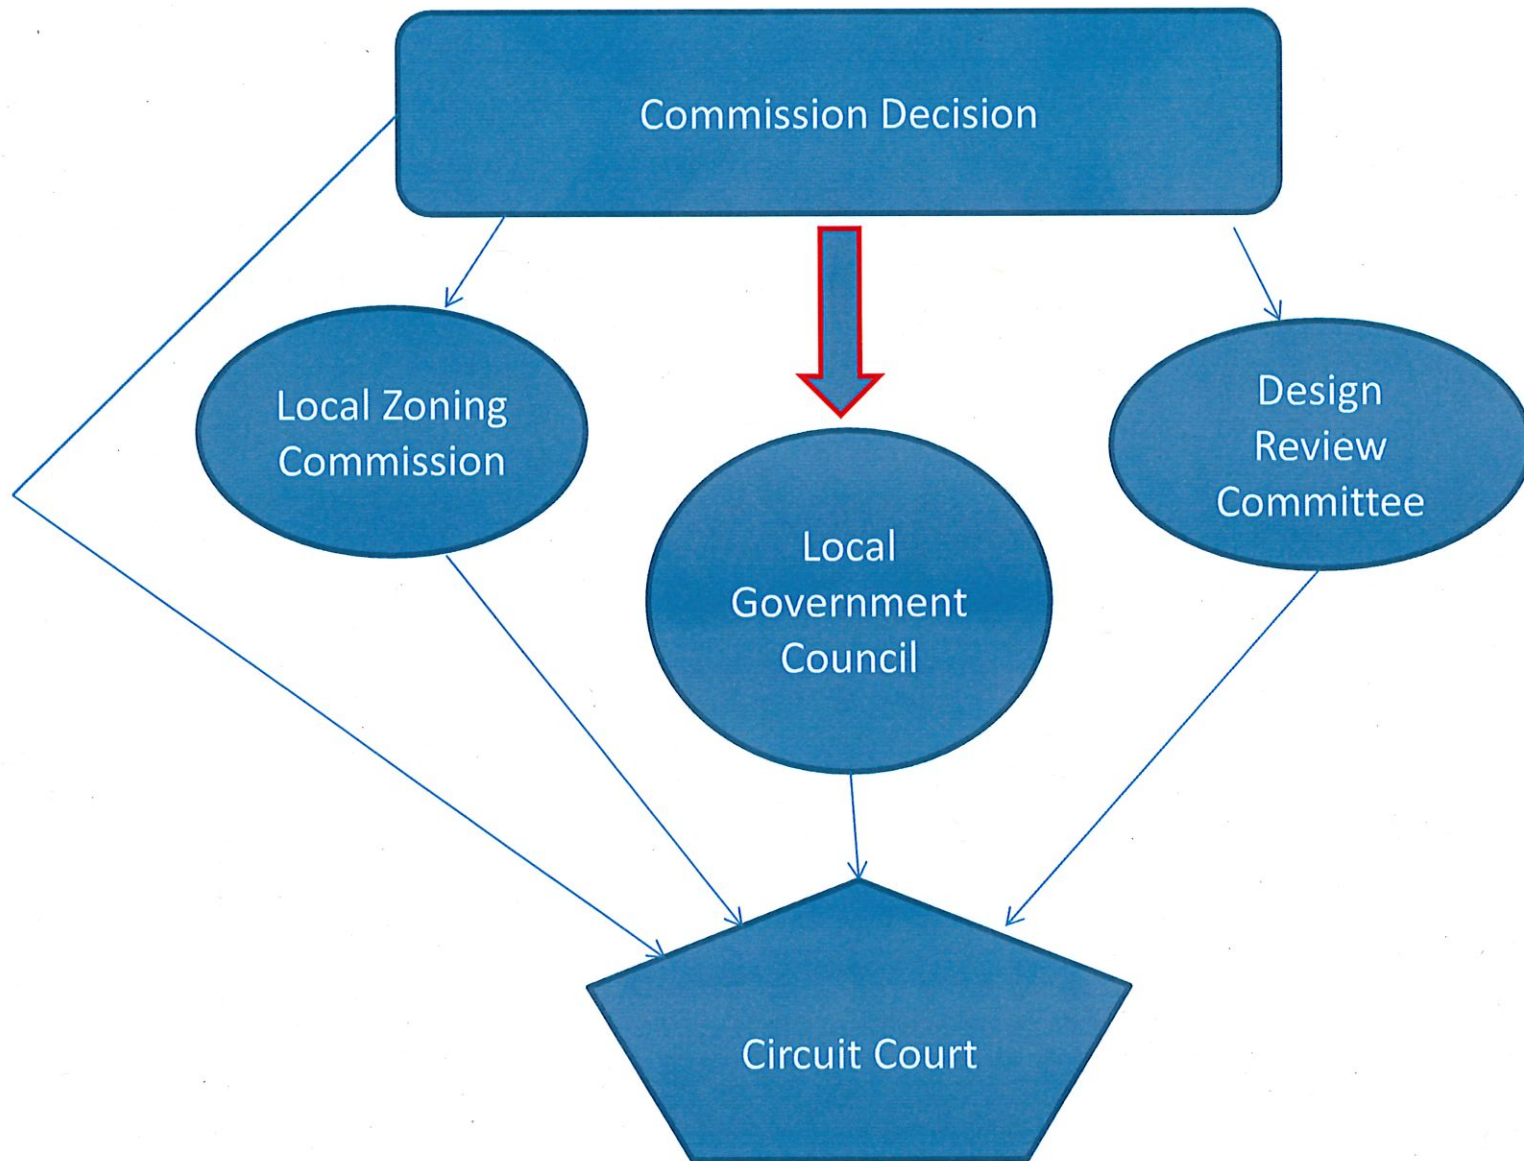 Commission Decision
Local Zoning
Commission
Design
Review
Committee
Local
Government
Council
Circuit Court